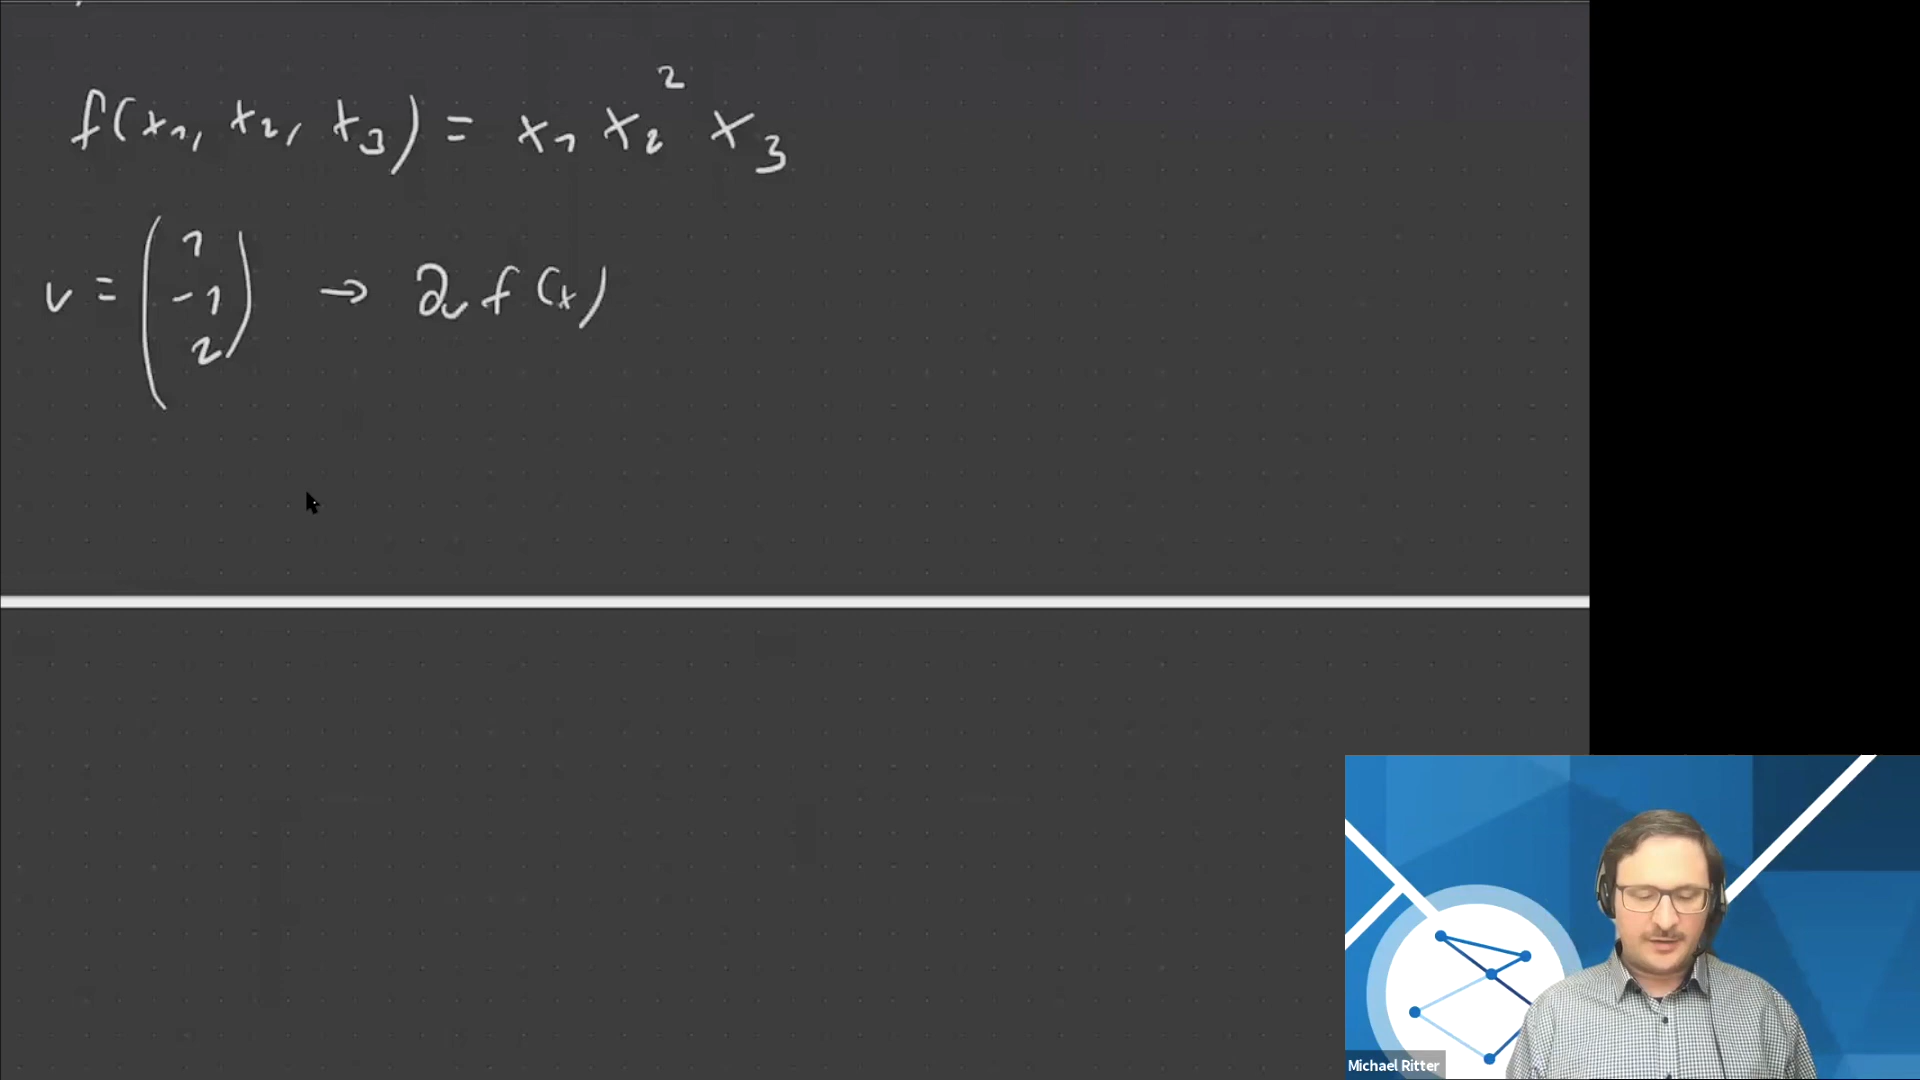 f(x₁, x₂, x₃) = x₁ x₂² x₃
v = (1 -1 2) → ∂ᵥ f(x)
Michael Ritter